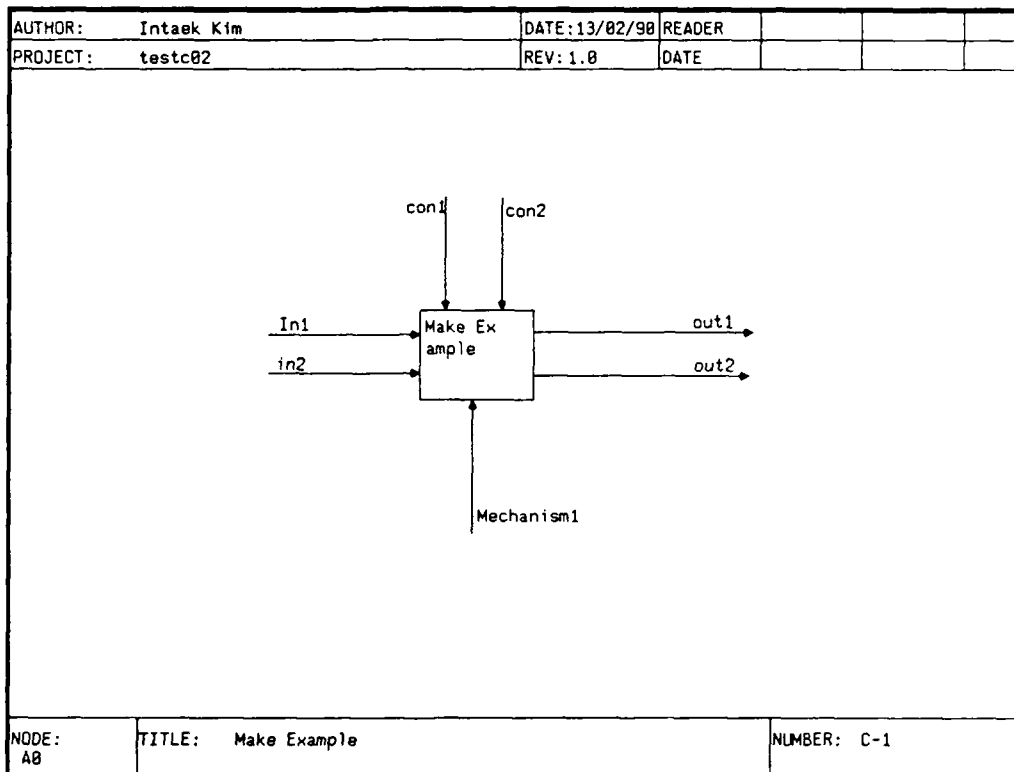 AUTHOR: Intaek Kim DATE:13/02/90 READER
PROJECT: testc02 REV: 1.0 DATE
con1 con2
In1 Make Ex out1
ample
in2 out2
Mechanism1
NODE: TITLE: Make Example NUMBER: C-1
A0